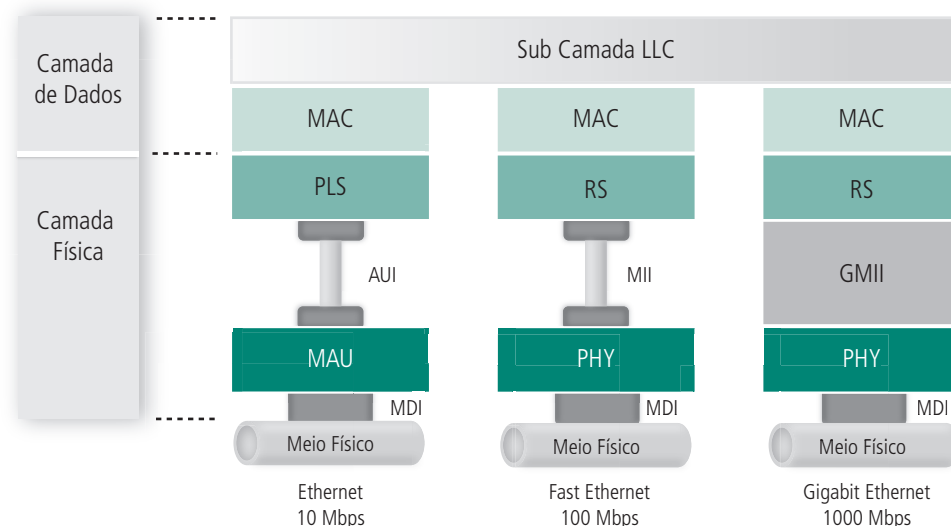 Camada
de Dados
Sub Camada LLC
MAC
MAC
MAC
PLS
RS
RS
Camada
Física
AUI
MII
GMII
MAU
PHY
PHY
MDI
MDI
MDI
Meio Físico
Meio Físico
Meio Físico
Ethernet
10 Mbps
Fast Ethernet
100 Mbps
Gigabit Ethernet
1000 Mbps